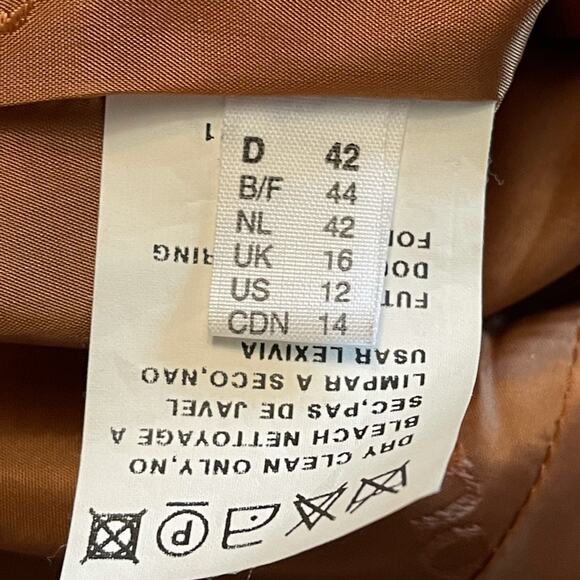 D 42
B/F 44
NL 42
UK 16
US 12
CDN 14
P
DRY CLEAN ONLY,NO
BLEACH NETTOYAGE A
SEC,PAS DE JAVEL
LIMPAR A SECO,NAO
USAR LEXIVIA